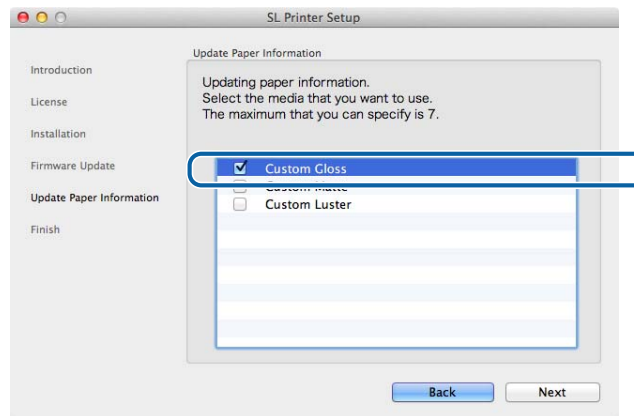 SL Printer Setup
Update Paper Information
Introduction
License
Installation
Firmware Update
Update Paper Information
Finish
Updating paper information.
Select the media that you want to use.
The maximum that you can specify is 7.
Custom Gloss
Custom Matte
Custom Luster
Back
Next